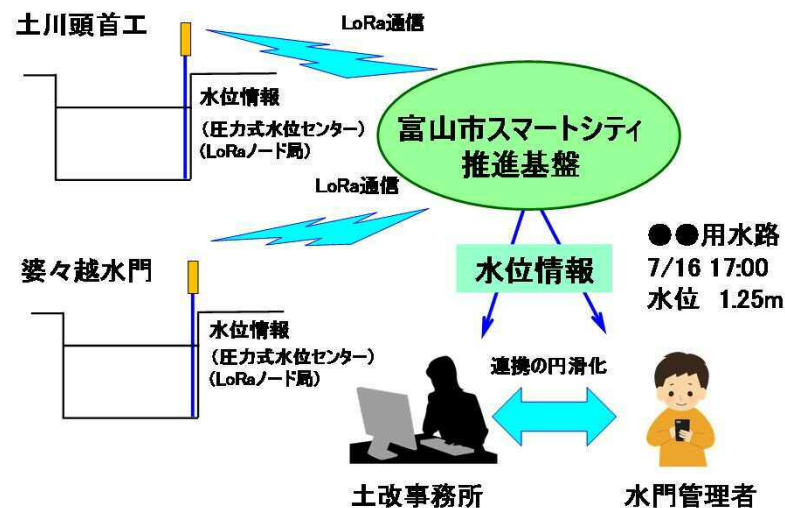 土川頭首工
LoRa通信
水位情報
（圧力式水位センター）
(LoRaノード局)
富山市スマートシティ
推進基盤
LoRa通信
婆々越水門
水位情報
（圧力式水位センター）
(LoRaノード局)
水位情報
●●用水路
7/16 17:00
水位 1.25m
連携の円滑化
土改事務所
水門管理者